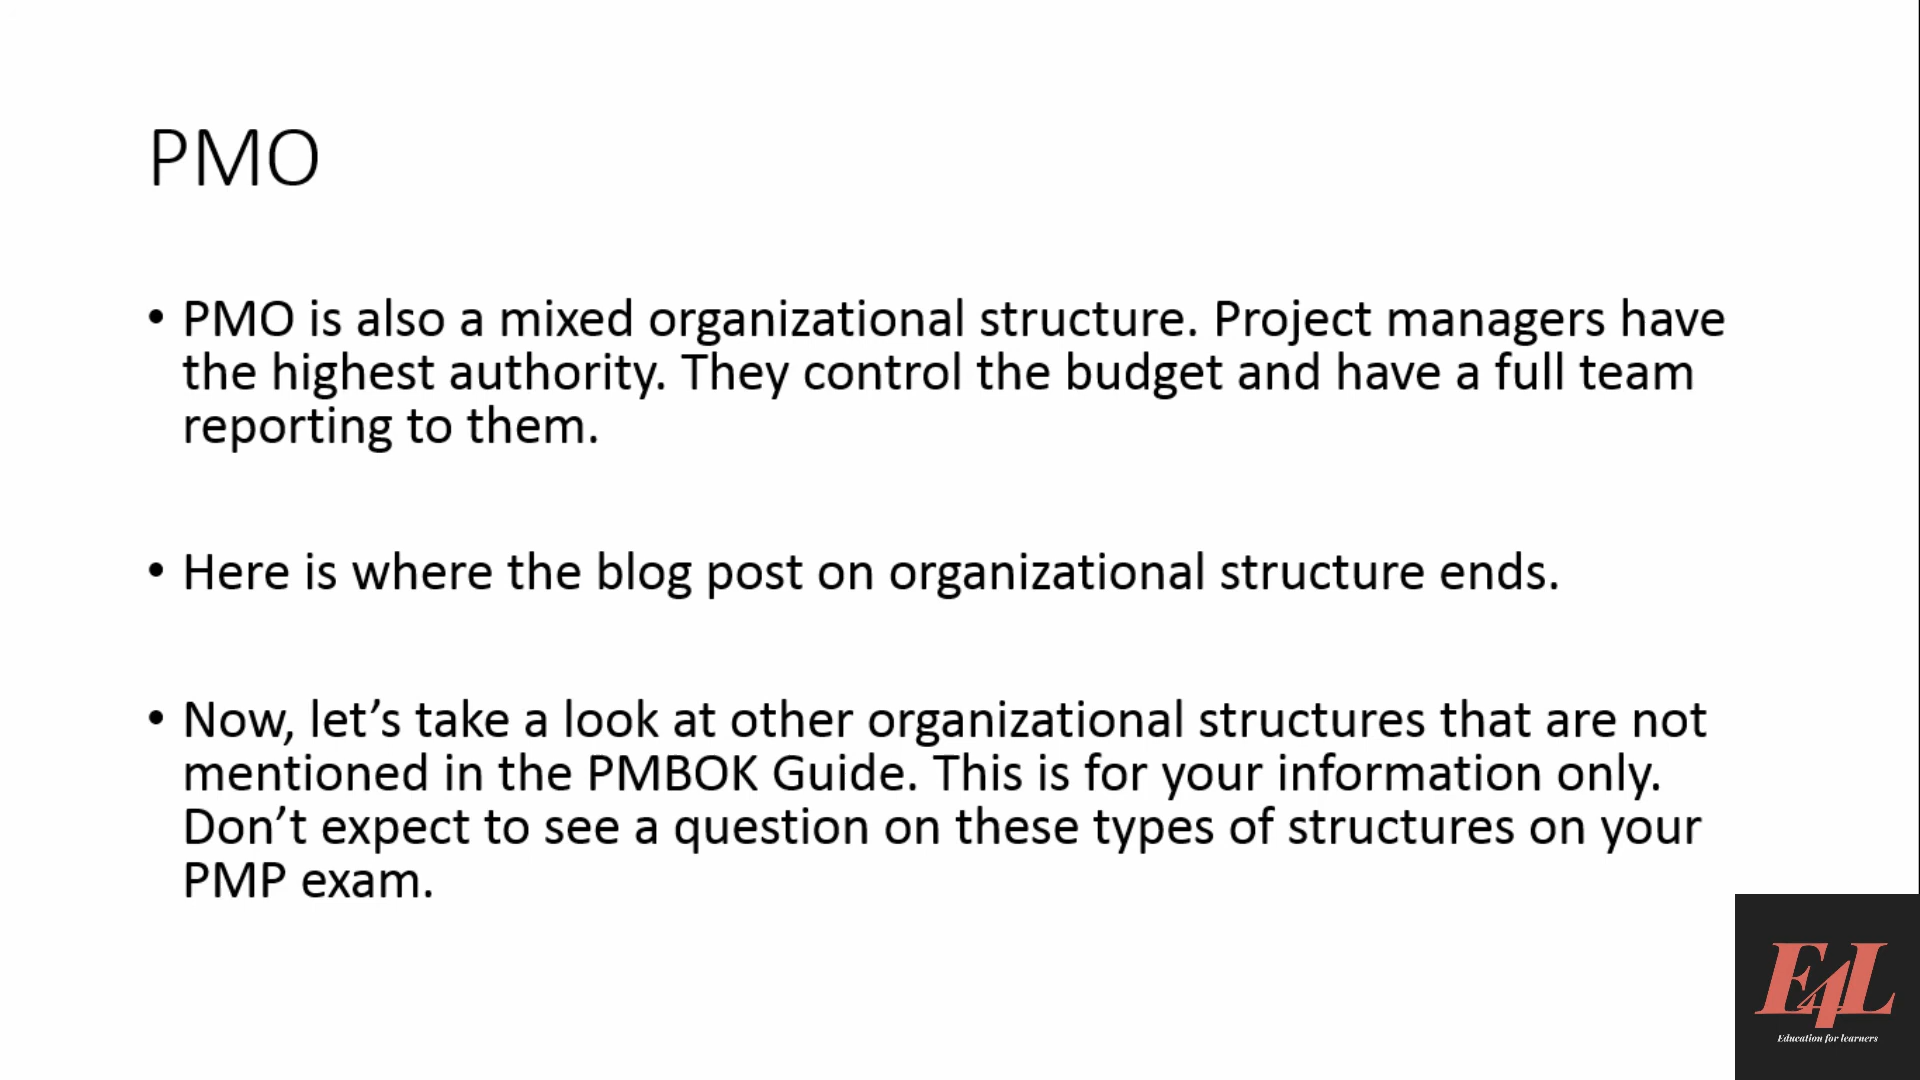 PMO
• PMO is also a mixed organizational structure. Project managers have
the highest authority. They control the budget and have a full team
reporting to them.
• Here is where the blog post on organizational structure ends.
• Now, let’s take a look at other organizational structures that are not
mentioned in the PMBOK Guide. This is for your information only.
Don’t expect to see a question on these types of structures on your
PMP exam.
E4L
Education for learners